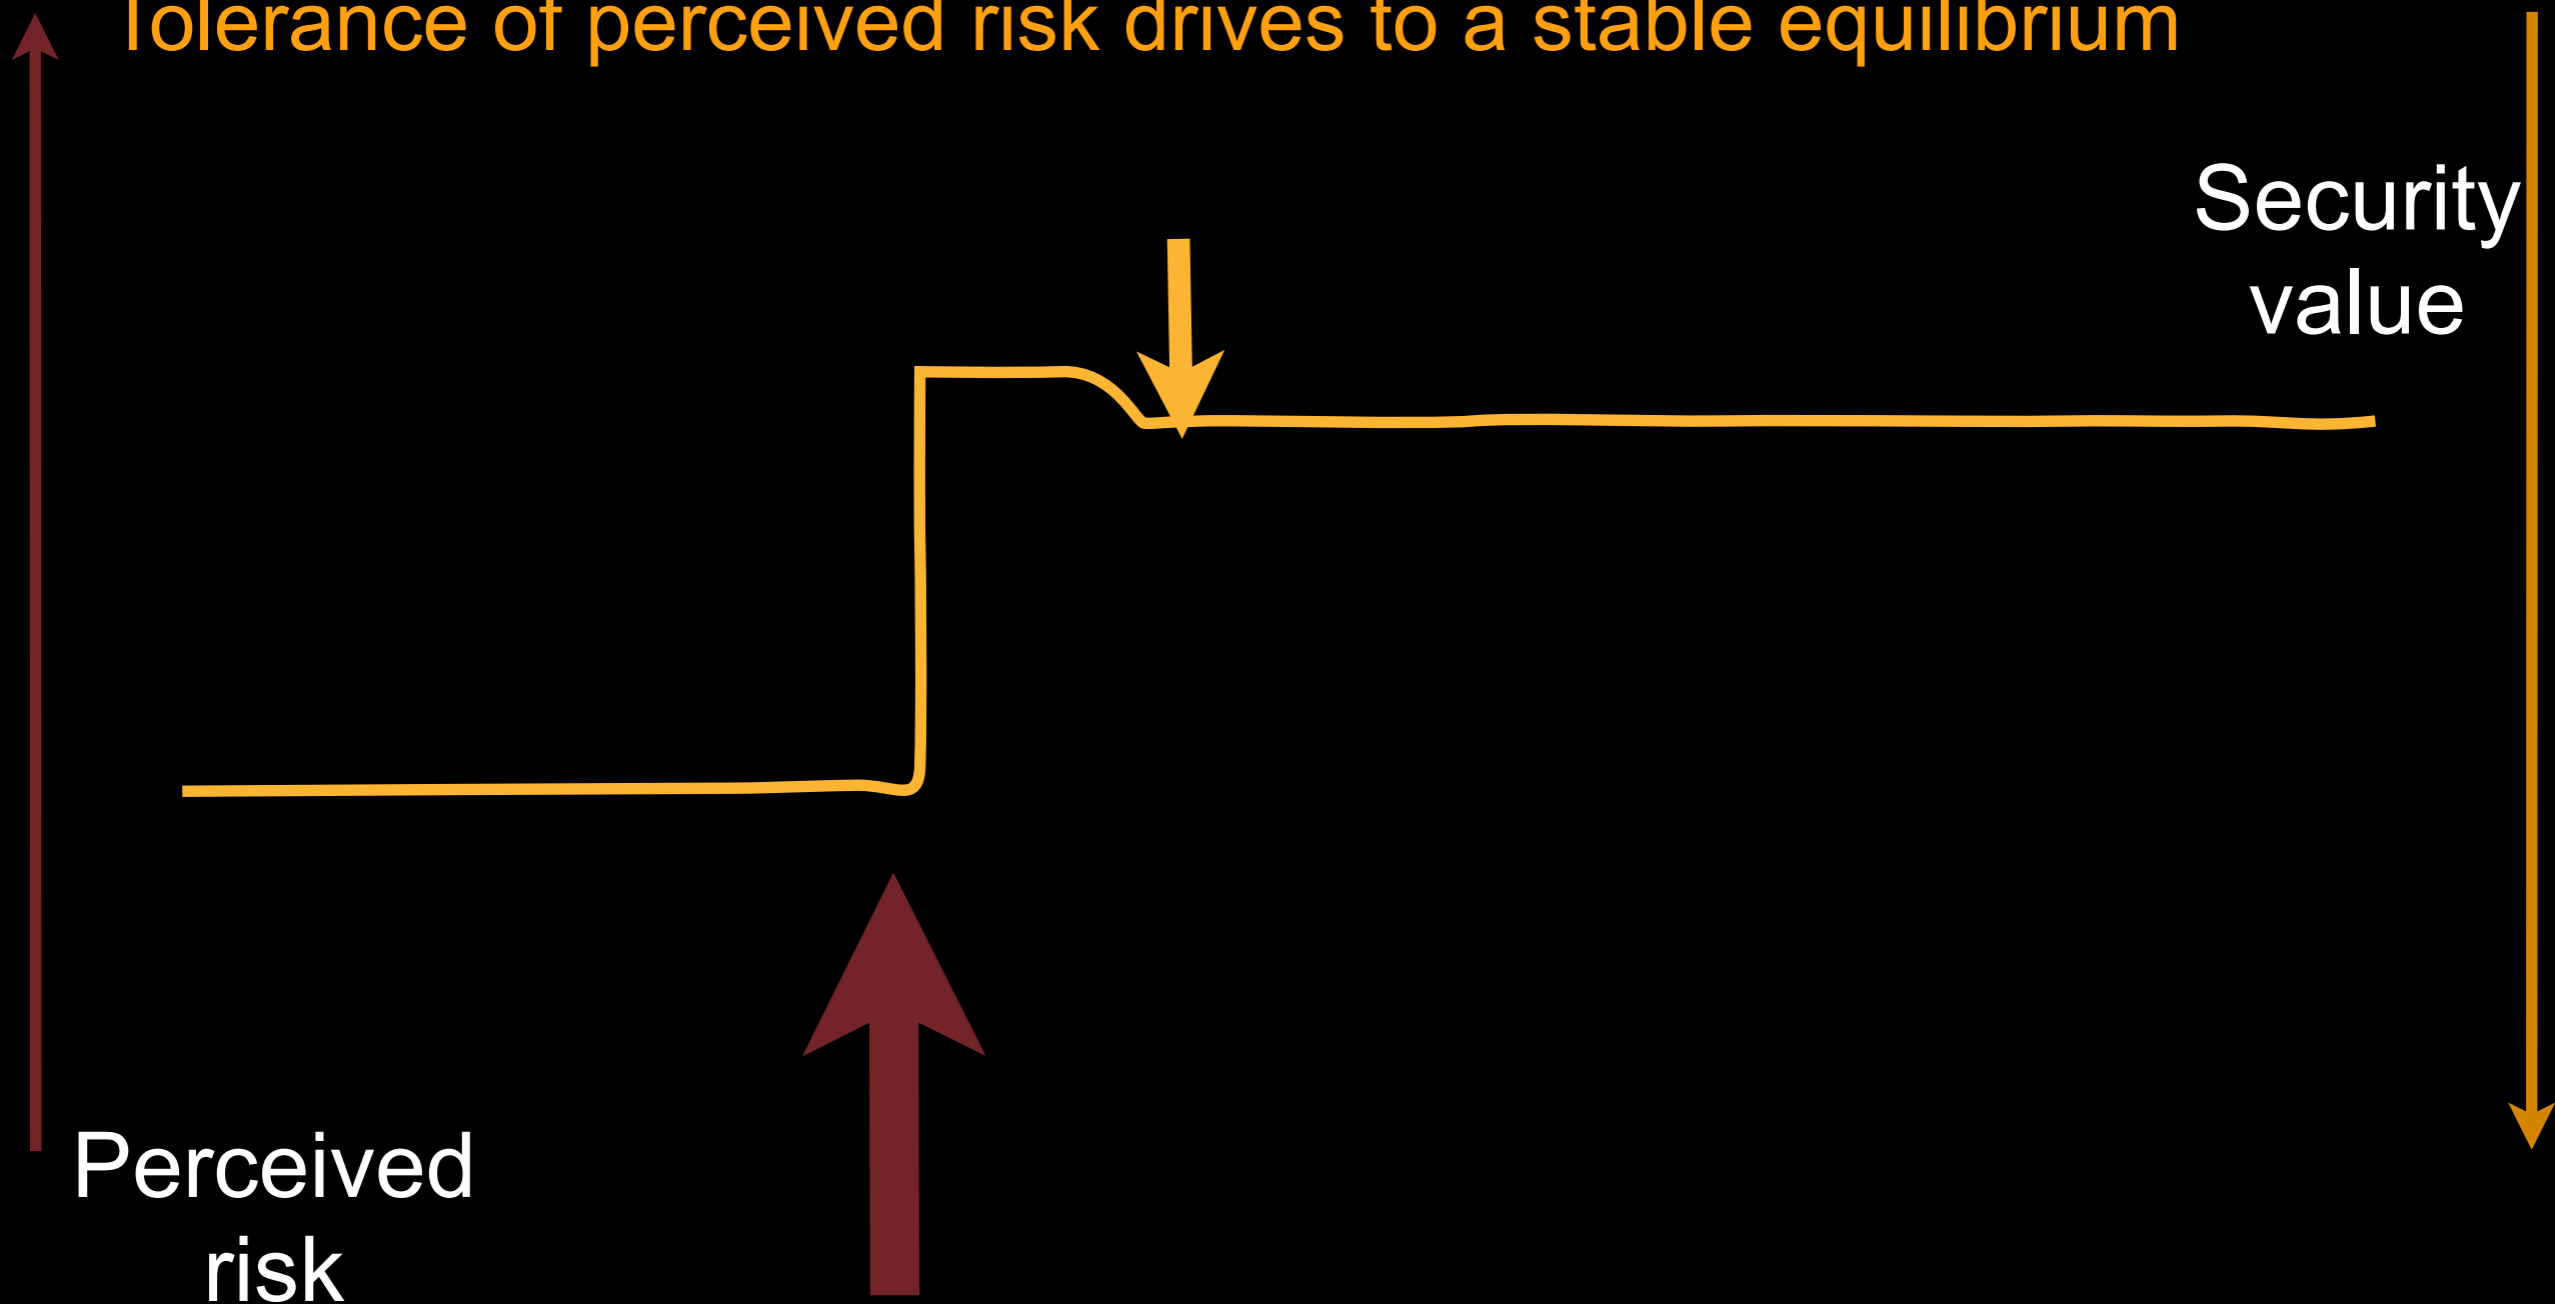 Tolerance of perceived risk drives to a stable equilibrium
Security
value
Perceived
risk